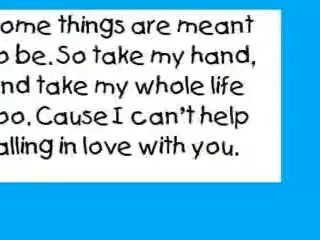 ome things are meant
o be. So take my hand,
nd take my whole life
oo. Cause I can't help
alling in love with you.